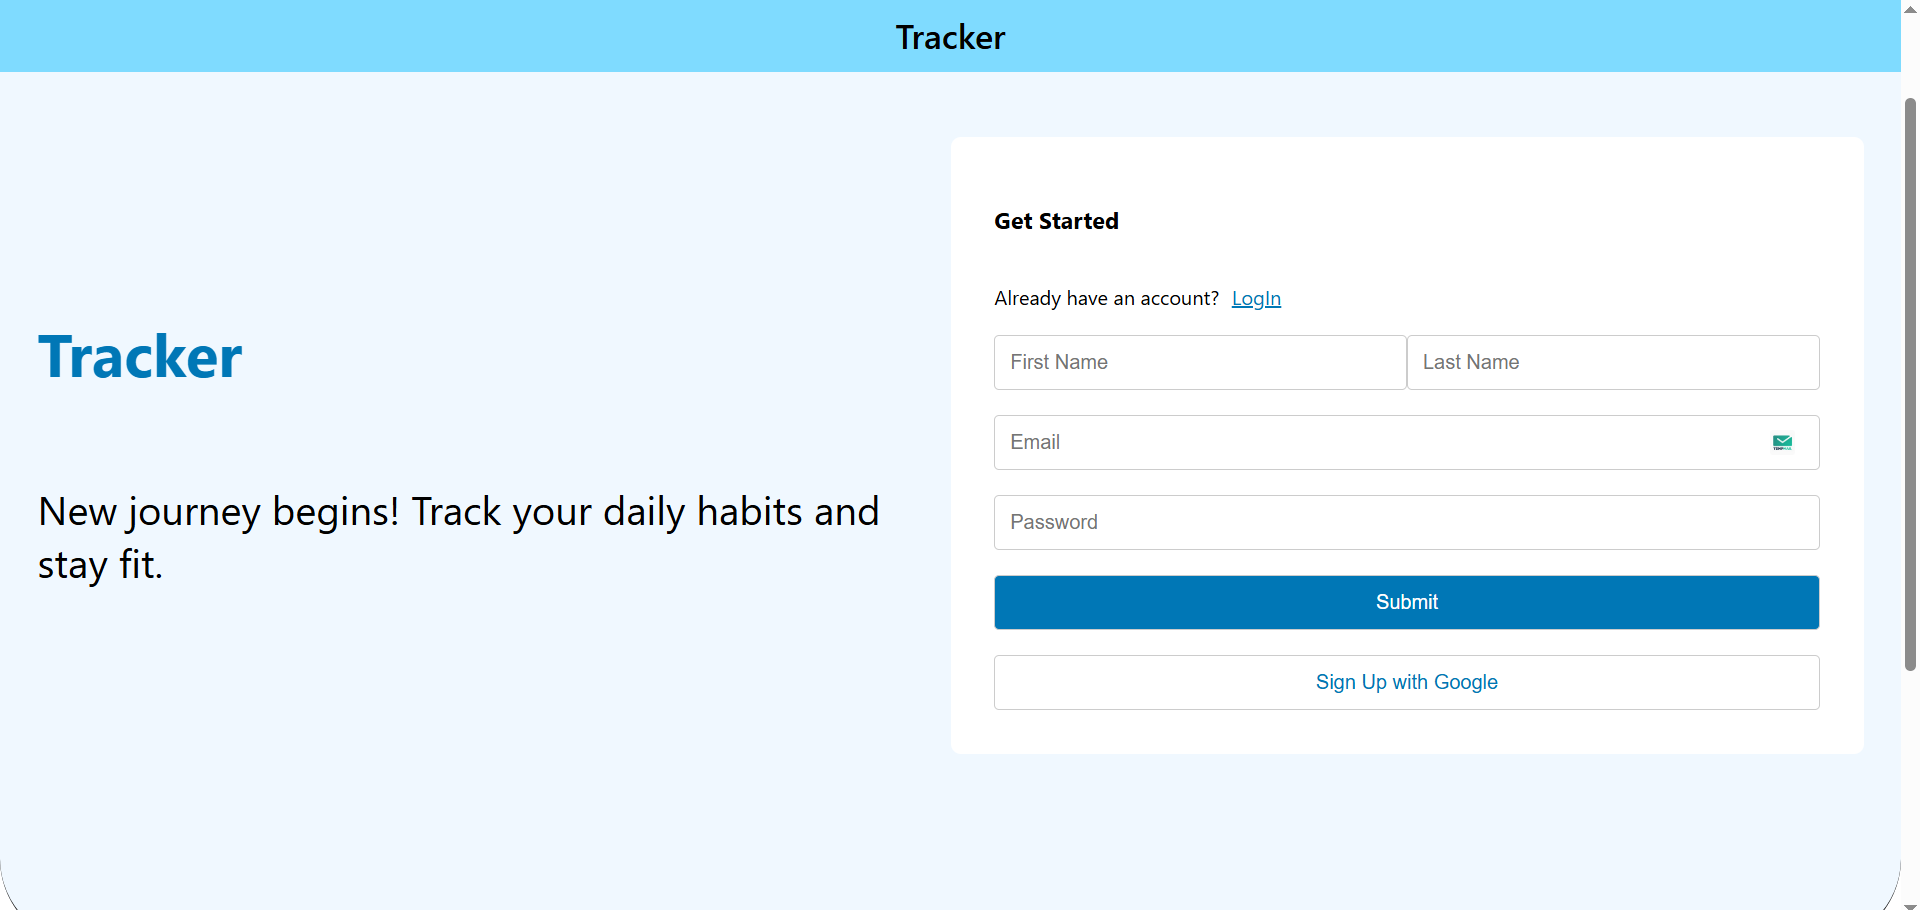 Tracker
Tracker
New journey begins! Track your daily habits and
stay fit.
Get Started
Already have an account? LogIn
First Name
Last Name
Email
Password
Submit
Sign Up with Google